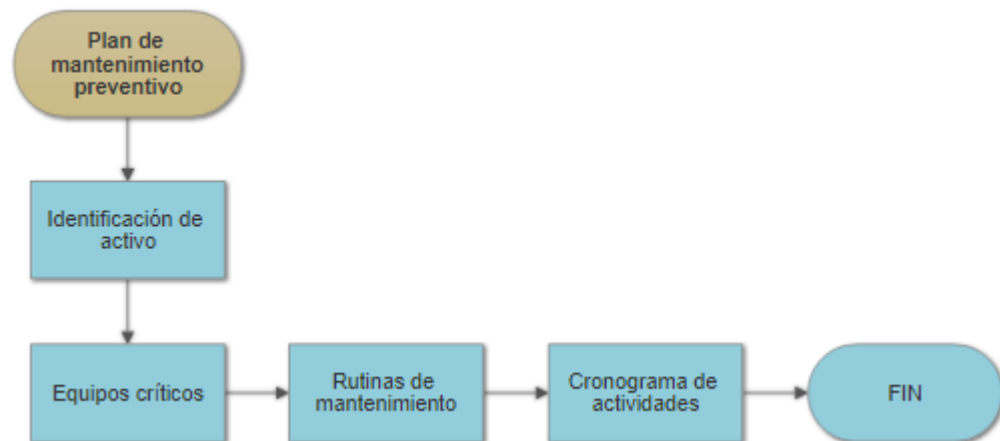 Plan de
mantenimiento
preventivo
Identificación de
activo
Equipos críticos
Rutinas de
mantenimiento
Cronograma de
actividades
FIN